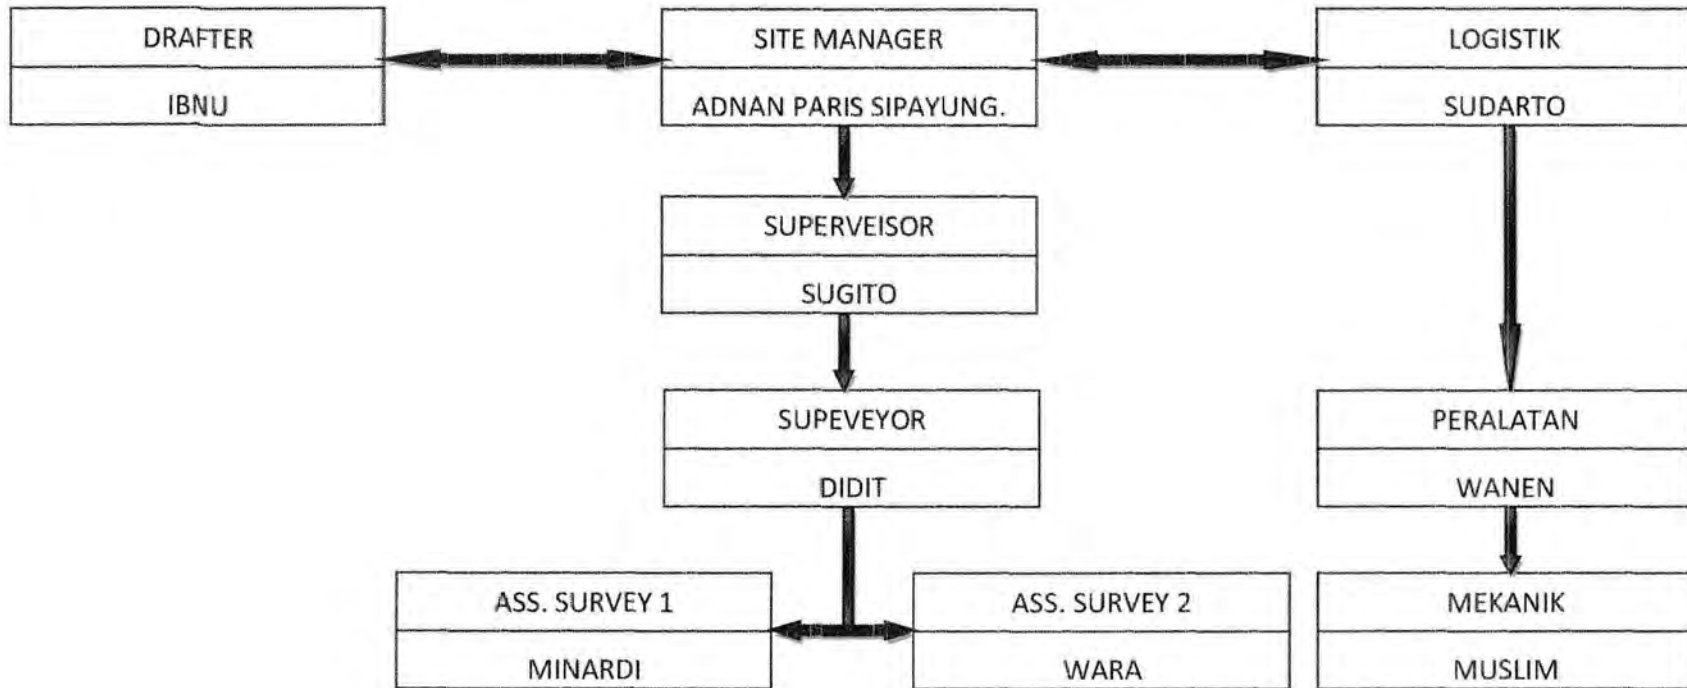 DRAFTER
IBNU
SITE MANAGER
ADNAN PARIS SIPAYUNG.
LOGISTIK
SUDARTO
SUPERVEISOR
SUGITO
SUPEVEYOR
DIDIT
PERALATAN
WANEN
ASS. SURVEY 1
MINARDI
ASS. SURVEY 2
WARA
MEKANIK
MUSLIM